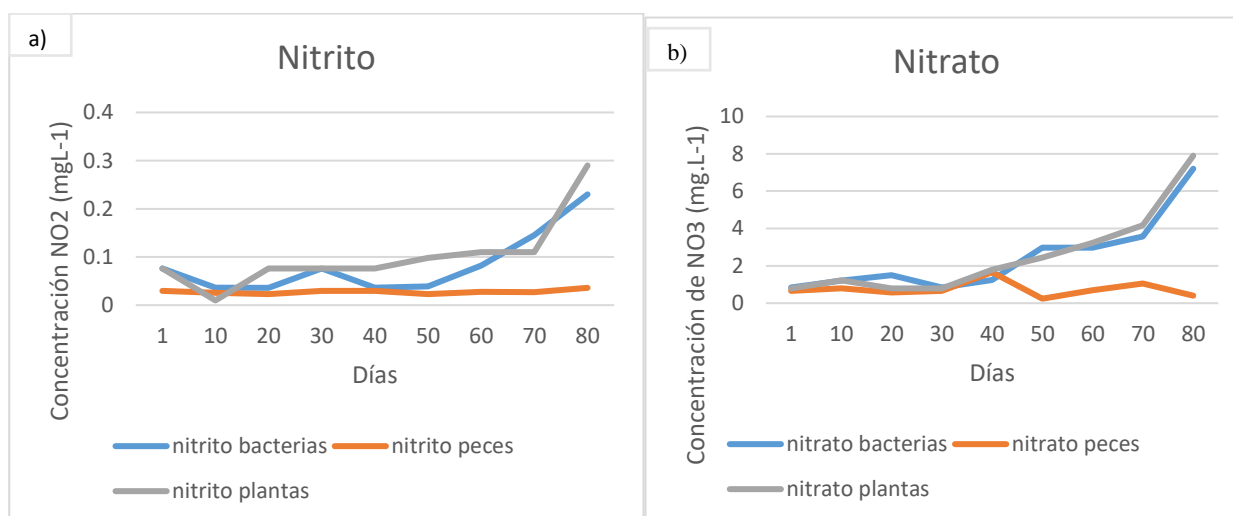 a)
Nitrito
Concentración NO2 (mgL-1)
0.4
0.3
0.2
0.1
0
1 10 20 30 40 50 60 70 80
Días
nitrito bacterias nitrito peces
nitrito plantas
b)
Nitrato
Concentración de NO3 (mg.L-1)
10
8
6
4
2
0
1 10 20 30 40 50 60 70 80
Días
nitrato bacterias nitrato peces
nitrato plantas